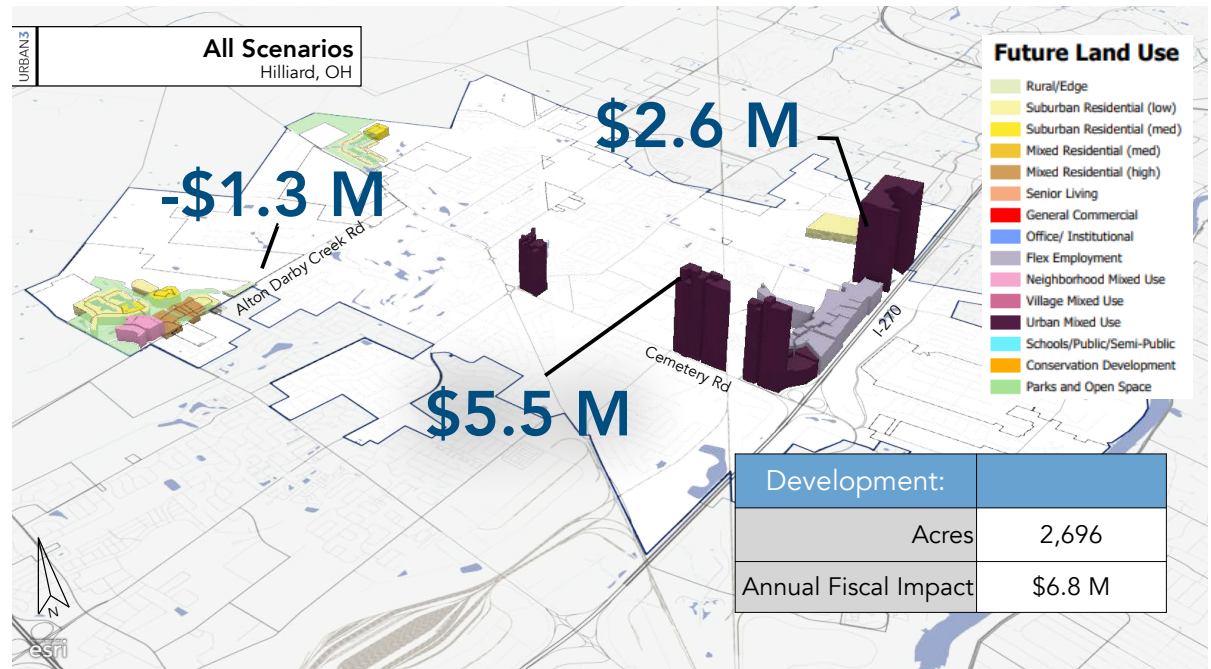 URBAN3
All Scenarios
Hilliard, OH
Future Land Use
Rural/Edge
Suburban Residential (low)
Suburban Residential (med)
Mixed Residential (med)
Mixed Residential (high)
Senior Living
General Commercial
Office/ Institutional
Flex Employment
Neighborhood Mixed Use
Village Mixed Use
Urban Mixed Use
Schools/Public/Semi-Public
Conservation Development
Parks and Open Space
$2.6 M
-$1.3 M
Alton Darby Creek Rd
I-270
Cemetery Rd
$5.5 M
Development:
Acres 2,696
Annual Fiscal Impact $6.8 M
N
esri